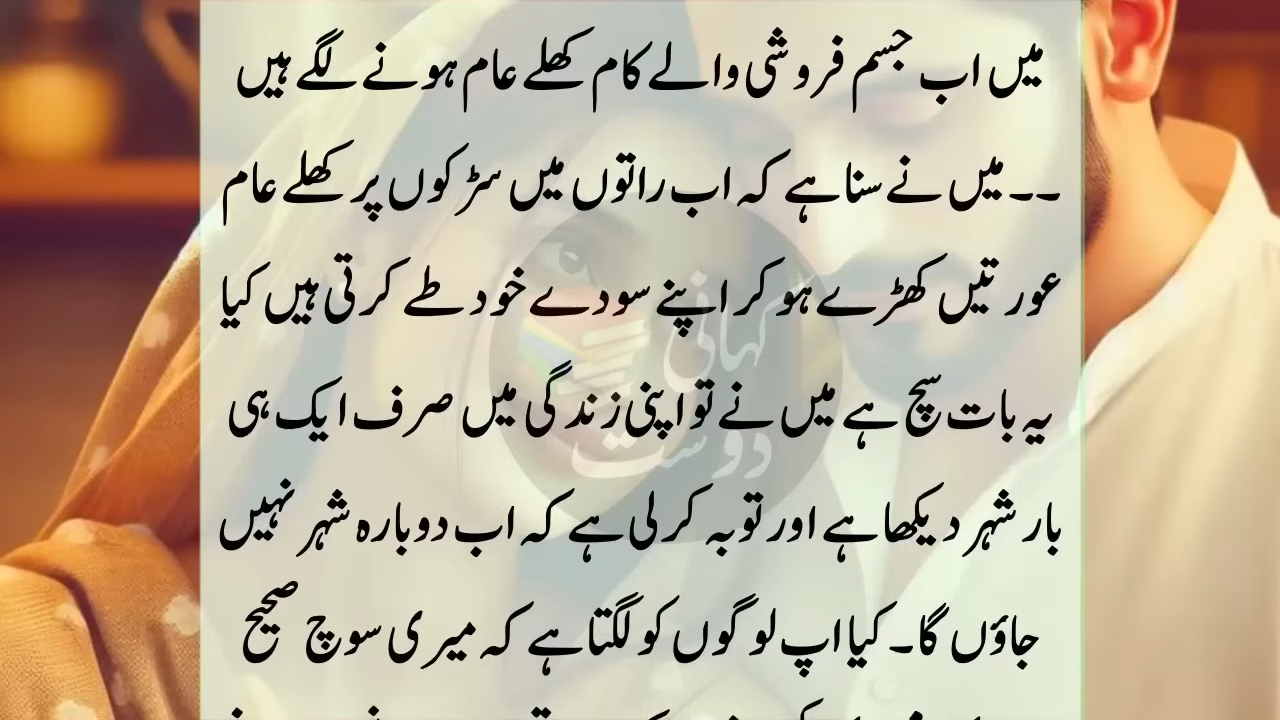 میں اب جسم فروشی والے کام کھلے عام ہونے لگے ہیں
۔۔میں نے سنا ہے کہ اب راتوں میں سڑکوں پر کھلے عام
عورتیں کھڑے ہو کر اپنے سودے خود طے کرتی ہیں کیا
یہ بات سچ ہے میں نے تو اپنی زندگی میں صرف ایک ہی
بار شہر دیکھا ہے اور توبہ کر لی ہے کہ اب دوبارہ شہر نہیں
جاؤں گا۔ کیا اپ لوگوں کو لگتا ہے کہ میری سوچ صحیح
کہانی
دوست